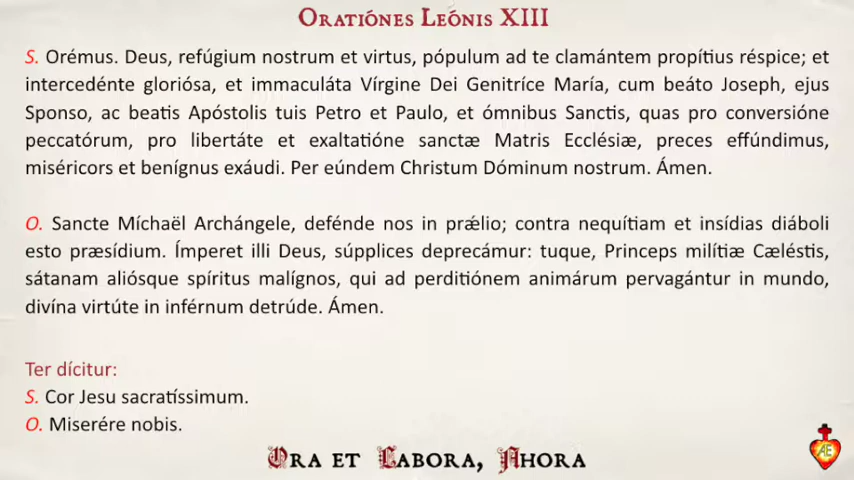 Oratiónes Leónis XIII
S. Orémus. Deus, refúgium nostrum et virtus, pópulum ad te clamántem propítius réspice; et
intercedénte gloriósa, et immaculáta Vírgine Dei Genitríce María, cum beáto Joseph, ejus
Sponso, ac beatis Apóstolis tuis Petro et Paulo, et ómnibus Sanctis, quas pro conversióne
peccatórum, pro libertáte et exaltatióne sanctæ Matris Ecclésiæ, preces effúndimus,
miséricors et benígnus exáudi. Per eúndem Christum Dóminum nostrum. Ámen.
O. Sancte Míchaël Archángele, defénde nos in prǽlio; contra nequítiam et insídias diáboli
esto præsídium. Ímperet illi Deus, súpplices deprecámur: tuque, Princeps milítiæ Cæléstis,
sátanam aliósque spíritus malígnos, qui ad perditiónem animárum pervagántur in mundo,
divína virtúte in inférnum detrúde. Ámen.
Ter dícitur:
S. Cor Jesu sacratíssimum.
O. Miserére nobis.
Ora et Labora, Ahora
AE